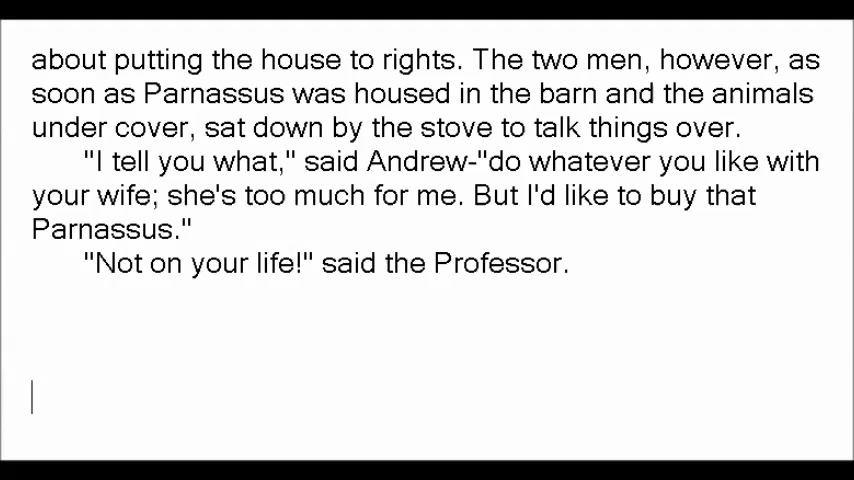 about putting the house to rights. The two men, however, as
soon as Parnassus was housed in the barn and the animals
under cover, sat down by the stove to talk things over.
"I tell you what," said Andrew-"do whatever you like with
your wife; she's too much for me. But I'd like to buy that
Parnassus."
"Not on your life!" said the Professor.